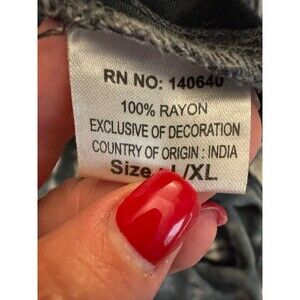 RN NO: 140640
100% RAYON
EXCLUSIVE OF DECORATION
COUNTRY OF ORIGIN : INDIA
Size : L/XL